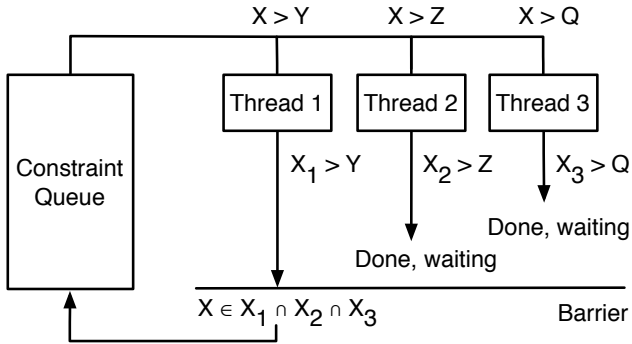 X > Y
X > Z
X > Q
Thread 1
Thread 2
Thread 3
Constraint
Queue
X₁ > Y
X₂ > Z
X₃ > Q
Done, waiting
Done, waiting
X ∈ X₁ ∩ X₂ ∩ X₃
Barrier